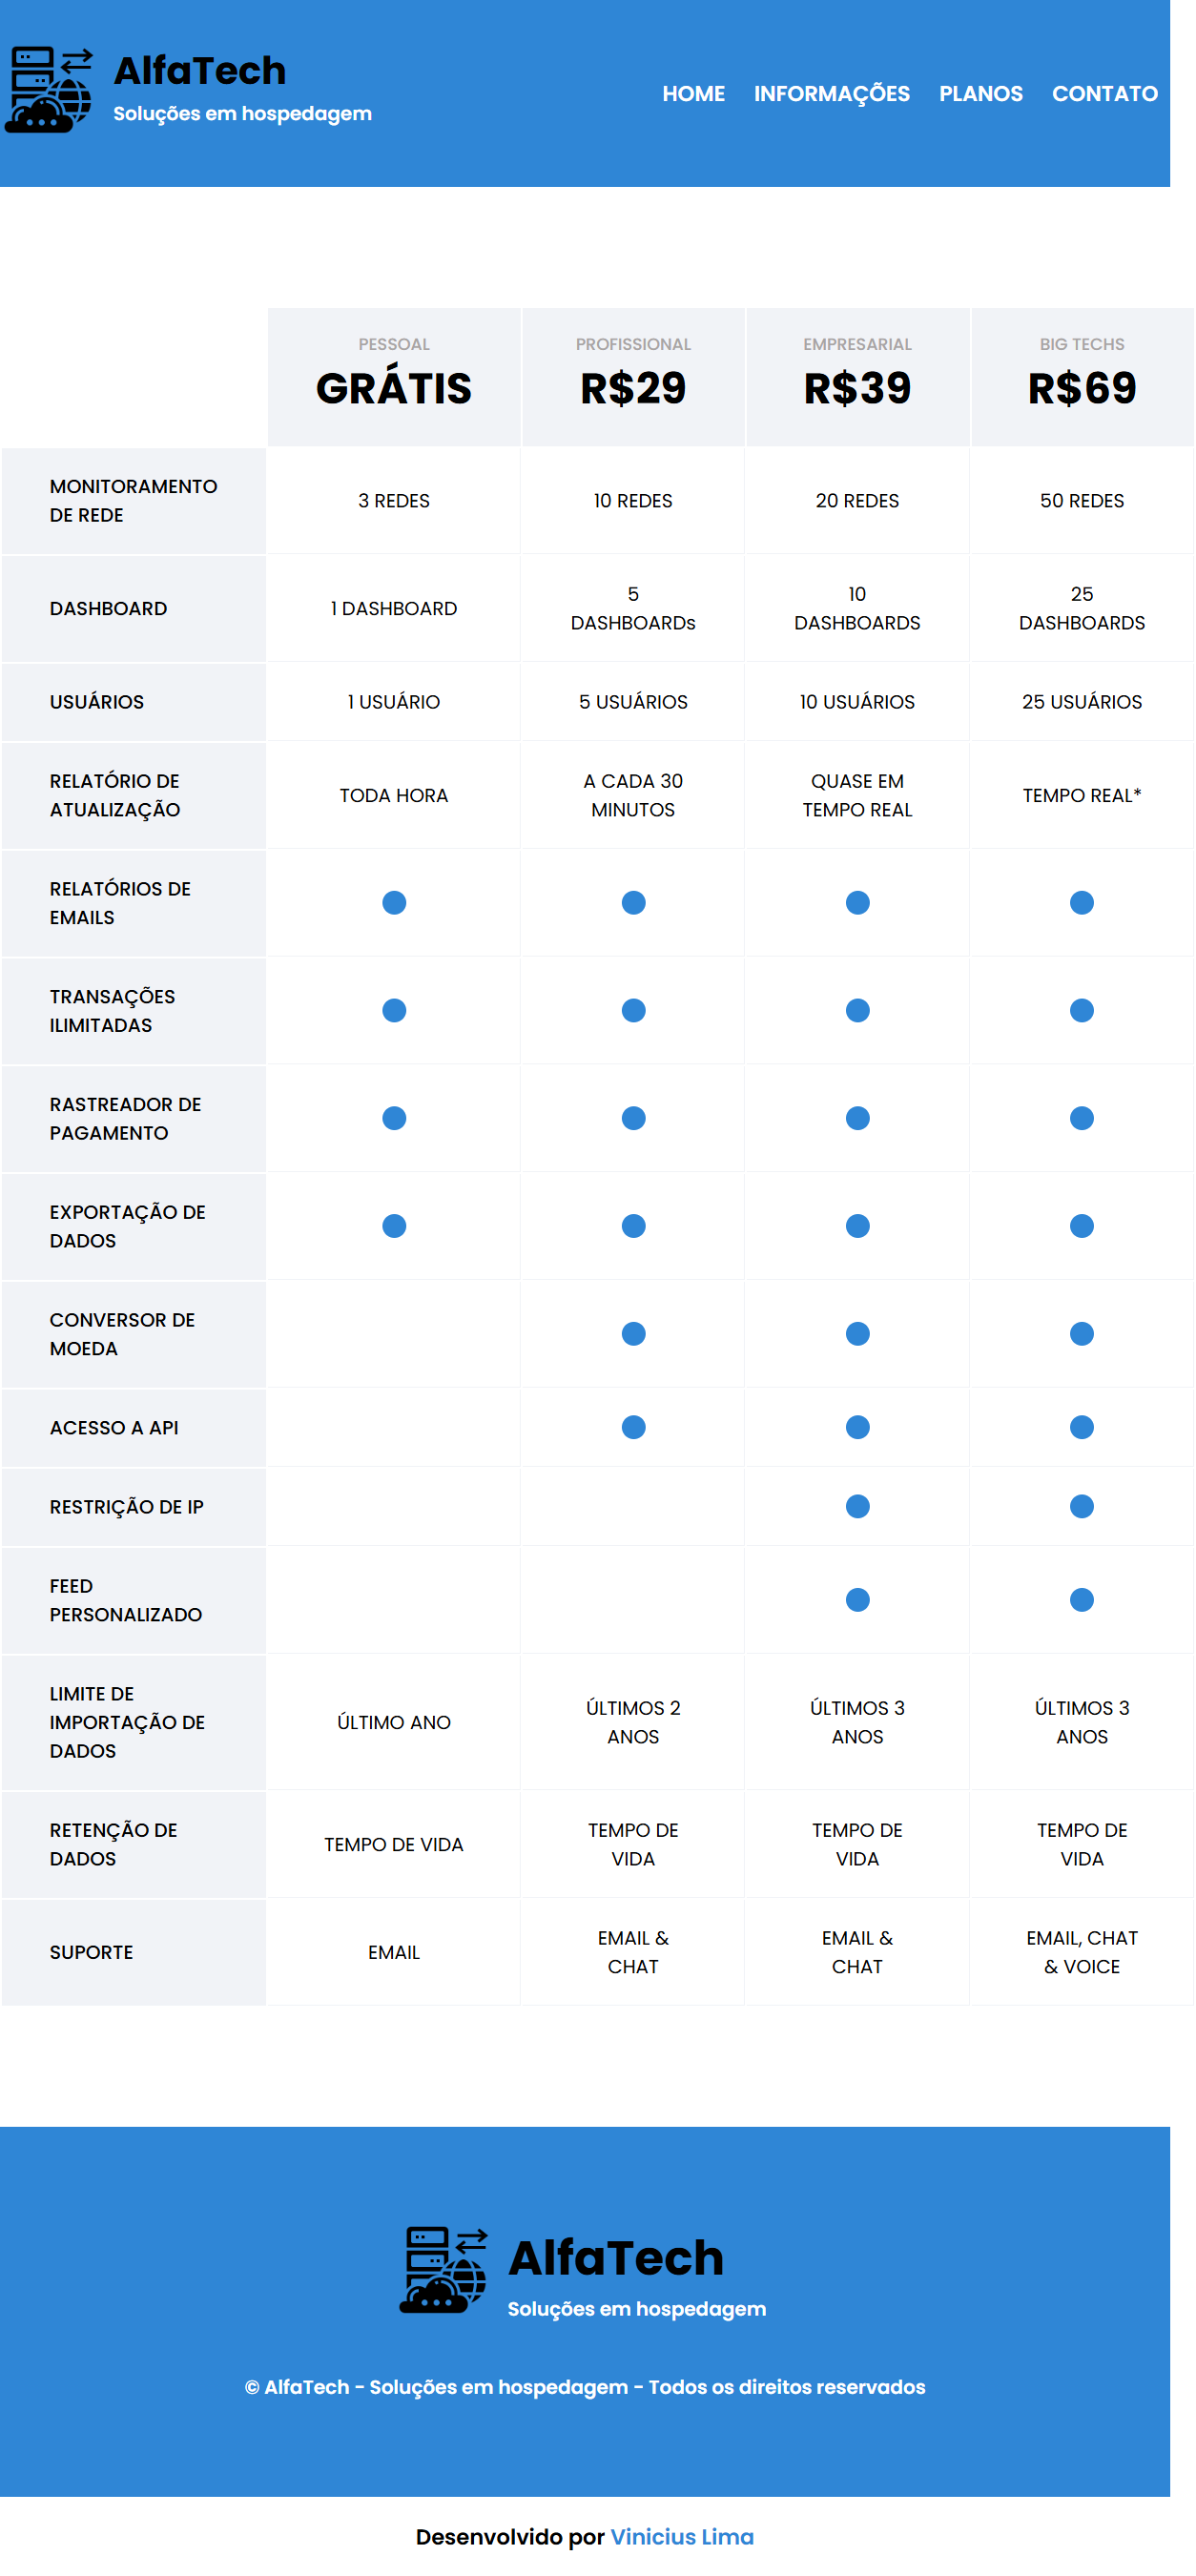 AlfaTech
Soluções em hospedagem
HOME INFORMAÇÕES PLANOS CONTATO
PESSOAL PROFISSIONAL EMPRESARIAL BIG TECHS
GRÁTIS R$29 R$39 R$69
MONITORAMENTO
DE REDE
3 REDES 10 REDES 20 REDES 50 REDES
DASHBOARD
1 DASHBOARD
5
DASHBOARDs
10
DASHBOARDS
25
DASHBOARDS
USUÁRIOS 1 USUÁRIO 5 USUÁRIOS 10 USUÁRIOS 25 USUÁRIOS
RELATÓRIO DE
ATUALIZAÇÃO
TODA HORA
A CADA 30
MINUTOS
QUASE EM
TEMPO REAL
TEMPO REAL*
RELATÓRIOS DE
EMAILS
TRANSAÇÕES
ILIMITADAS
RASTREADOR DE
PAGAMENTO
EXPORTAÇÃO DE
DADOS
CONVERSOR DE
MOEDA
ACESSO A API
RESTRIÇÃO DE IP
FEED
PERSONALIZADO
LIMITE DE
IMPORTAÇÃO DE
DADOS
ÚLTIMO ANO
ÚLTIMOS 2
ANOS
ÚLTIMOS 3
ANOS
ÚLTIMOS 3
ANOS
RETENÇÃO DE
DADOS
TEMPO DE VIDA
TEMPO DE
VIDA
TEMPO DE
VIDA
TEMPO DE
VIDA
SUPORTE
EMAIL
EMAIL &
CHAT
EMAIL &
CHAT
EMAIL, CHAT
& VOICE
AlfaTech
Soluções em hospedagem
© AlfaTech - Soluções em hospedagem - Todos os direitos reservados
Desenvolvido por Vinicius Lima